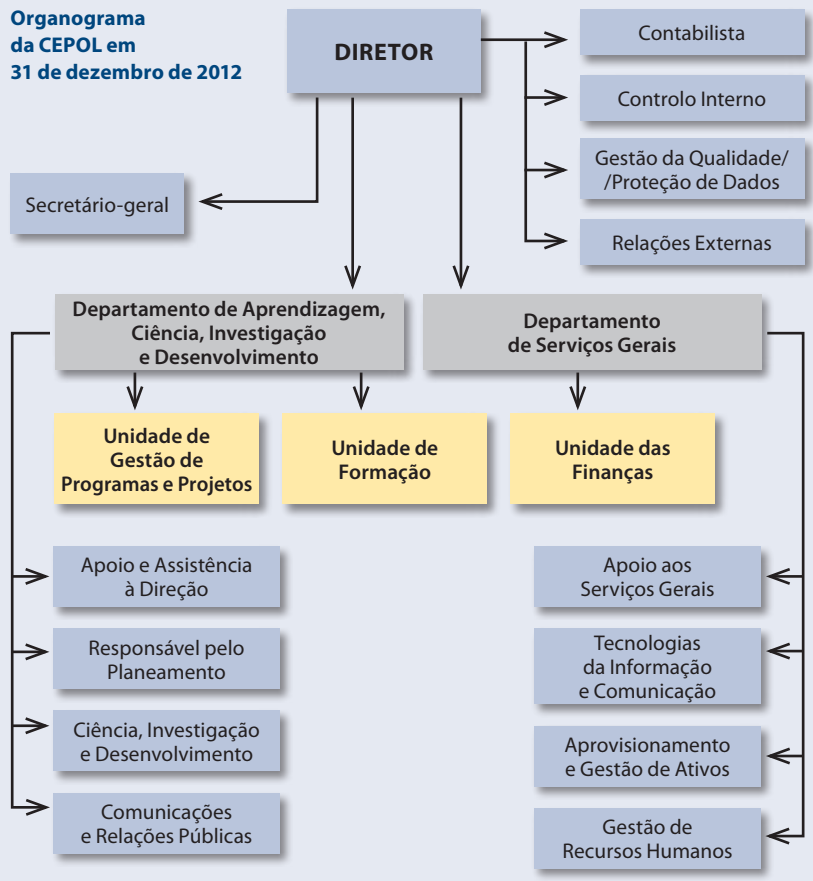 Organograma
da CEPOL em
31 de dezembro de 2012
DIRETOR
Contabilista
Controlo Interno
Gestão da Qualidade/
/Proteção de Dados
Relações Externas
Secretário-geral
Departamento de Aprendizagem,
Ciência, Investigação
e Desenvolvimento
Departamento
de Serviços Gerais
Unidade de
Gestão de
Programas e Projetos
Unidade de
Formação
Unidade das
Finanças
Apoio e Assistência
à Direção
Responsável pelo
Planeamento
Ciência, Investigação
e Desenvolvimento
Comunicações
e Relações Públicas
Apoio aos
Serviços Gerais
Tecnologias
da Informação
e Comunicação
Aprovisionamento
e Gestão de Ativos
Gestão de
Recursos Humanos